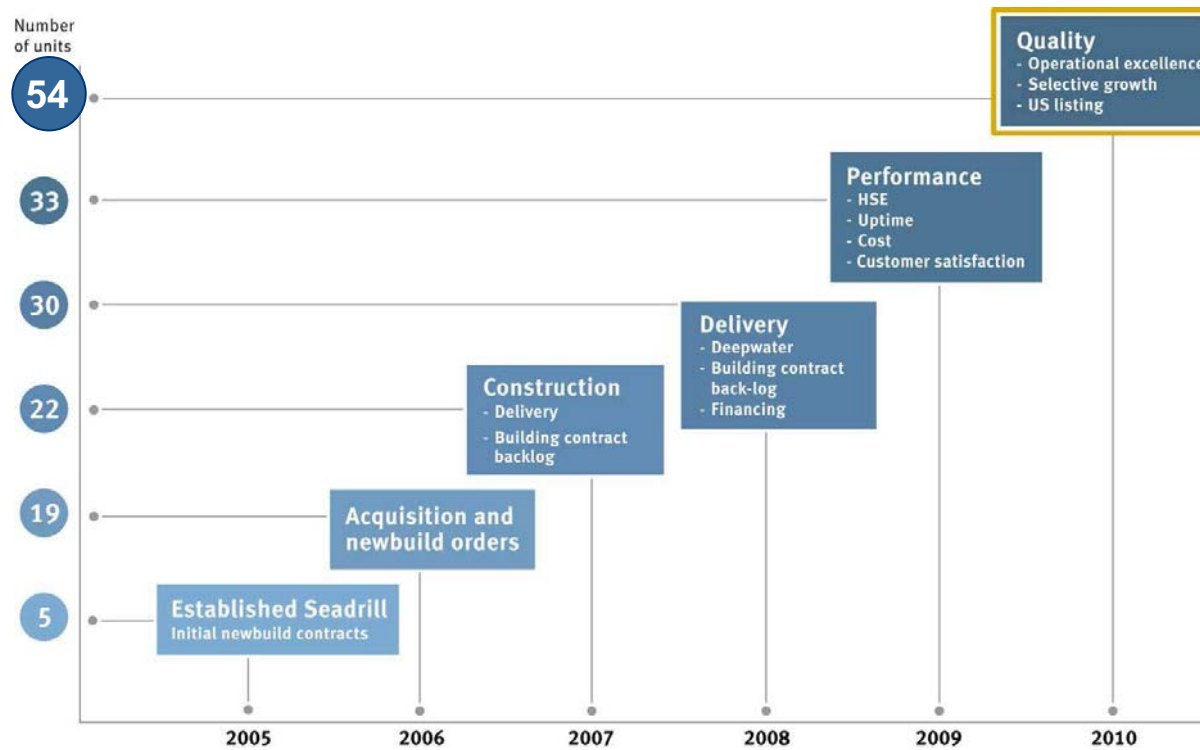 Number
of units
54
Quality
- Operational excellence
- Selective growth
- US listing
33
Performance
- HSE
- Uptime
- Cost
- Customer satisfaction
30
Delivery
- Deepwater
- Building contract
back-log
- Financing
22
Construction
- Delivery
- Building contract
backlog
19
Acquisition and
newbuild orders
5
Established Seadrill
Initial newbuild contracts
2005 2006 2007 2008 2009 2010